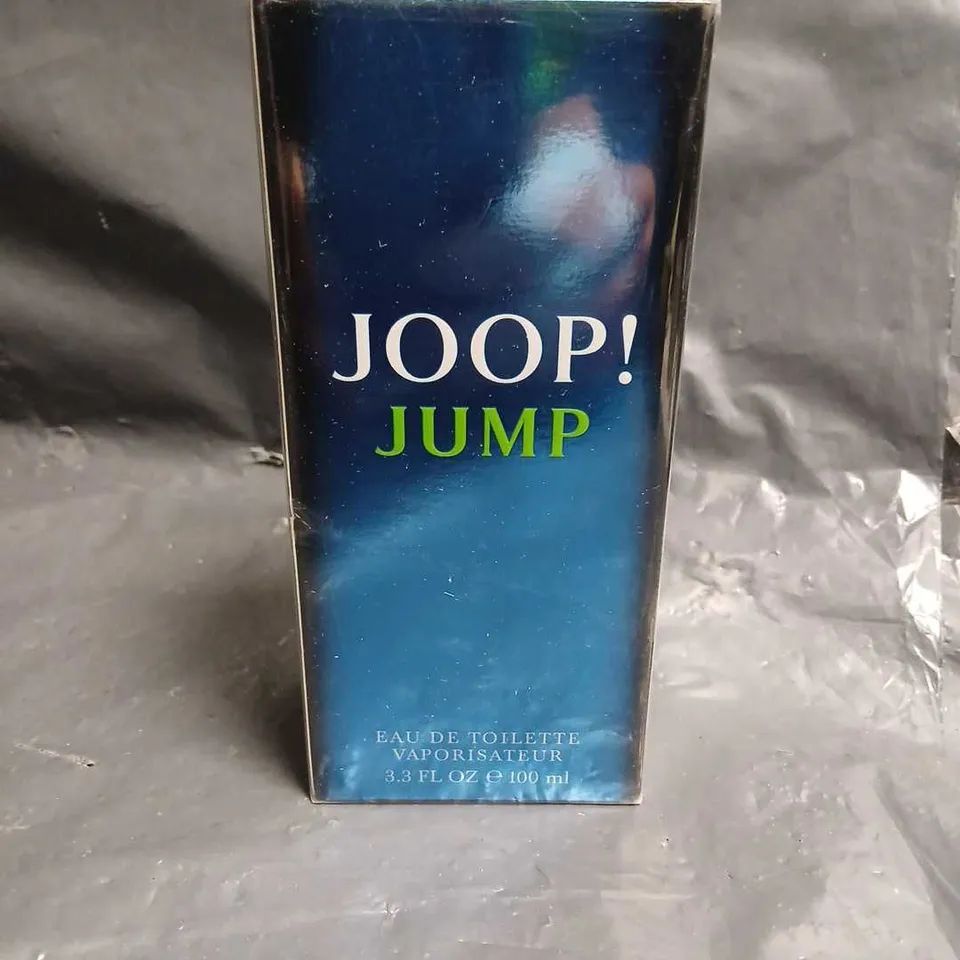 JOOP!
JUMP
EAU DE TOILETTE
VAPORISATEUR
3.3 FL OZ ℮ 100 ml